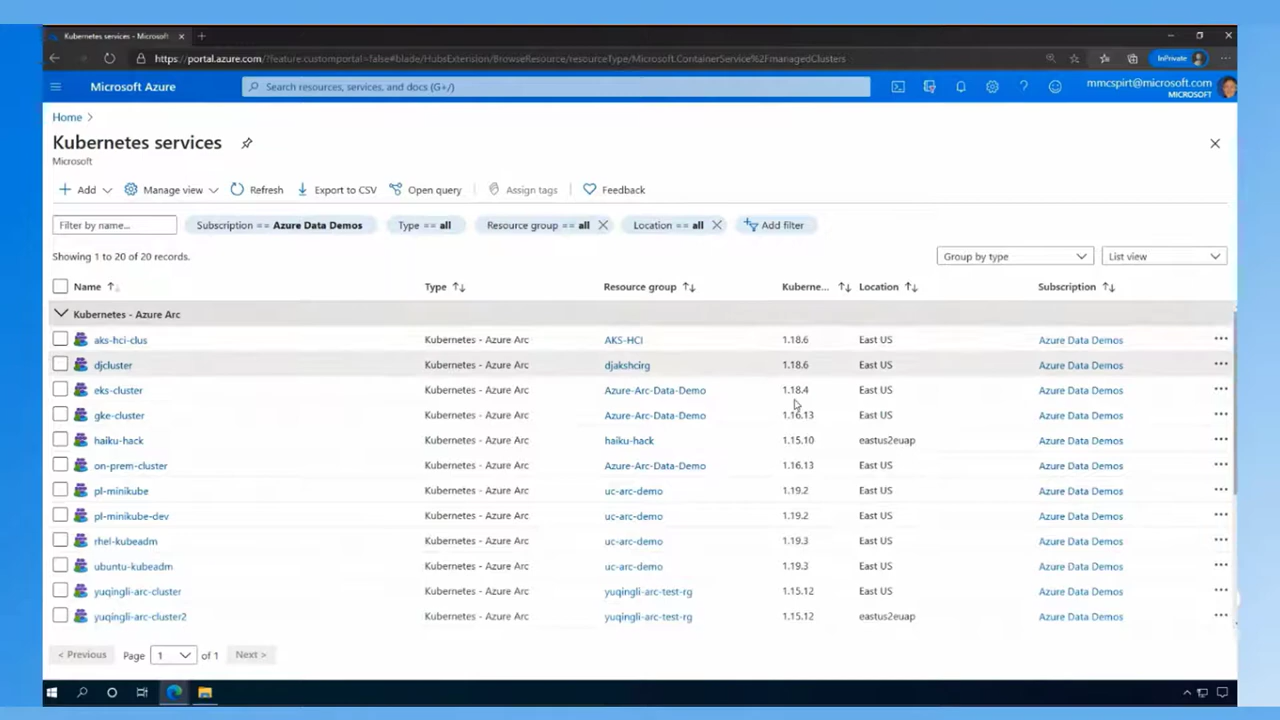 Kubernetes services - Microsoft
https://portal.azure.com/?feature.customportal=false#blade/HubsExtension/BrowseResource/resourceType/Microsoft.ContainerService%2FmanagedClusters
InPrivate
Microsoft Azure
Search resources, services, and docs (G+/)
mmcspirt@microsoft.com
MICROSOFT
Home >
Kubernetes services
Microsoft
+ Add Manage view Refresh Export to CSV Open query Assign tags Feedback
Filter by name... Subscription == Azure Data Demos Type == all Resource group == all Location == all Add filter
Showing 1 to 20 of 20 records. Group by type List view
Name Type Resource group Kuberne... Location Subscription
Kubernetes - Azure Arc
aks-hci-clus Kubernetes - Azure Arc AKS-HCI 1.18.6 East US Azure Data Demos ...
djcluster Kubernetes - Azure Arc djakshcirg 1.18.6 East US Azure Data Demos ...
eks-cluster Kubernetes - Azure Arc Azure-Arc-Data-Demo 1.18.4 East US Azure Data Demos ...
gke-cluster Kubernetes - Azure Arc Azure-Arc-Data-Demo 1.16.13 East US Azure Data Demos ...
haiku-hack Kubernetes - Azure Arc haiku-hack 1.15.10 eastus2euap Azure Data Demos ...
on-prem-cluster Kubernetes - Azure Arc Azure-Arc-Data-Demo 1.16.13 East US Azure Data Demos ...
pl-minikube Kubernetes - Azure Arc uc-arc-demo 1.19.2 East US Azure Data Demos ...
pl-minikube-dev Kubernetes - Azure Arc uc-arc-demo 1.19.2 East US Azure Data Demos ...
rhel-kubeadm Kubernetes - Azure Arc uc-arc-demo 1.19.3 East US Azure Data Demos ...
ubuntu-kubeadm Kubernetes - Azure Arc uc-arc-demo 1.19.3 East US Azure Data Demos ...
yuqingli-arc-cluster Kubernetes - Azure Arc yuqingli-arc-test-rg 1.15.12 East US Azure Data Demos ...
yuqingli-arc-cluster2 Kubernetes - Azure Arc yuqingli-arc-test-rg 1.15.12 eastus2euap Azure Data Demos ...
< Previous Page 1 of 1 Next >